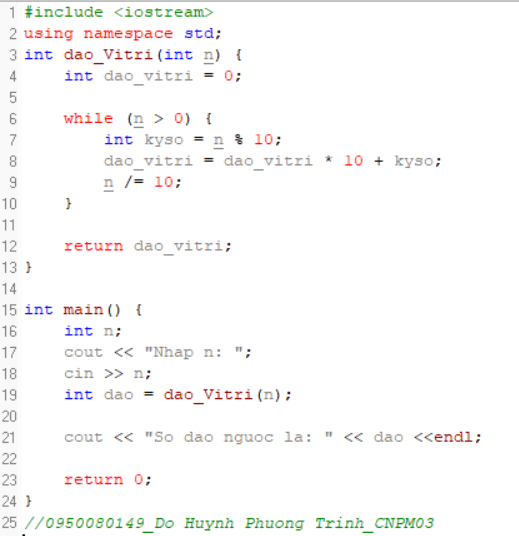 1 #include <iostream>
2 using namespace std;
3 int dao_Vitri(int n) {
4     int dao_vitri = 0;
5
6     while (n > 0) {
7         int kyso = n % 10;
8         dao_vitri = dao_vitri * 10 + kyso;
9         n /= 10;
10     }
11
12     return dao_vitri;
13 }
14
15 int main() {
16     int n;
17     cout << "Nhap n: ";
18     cin >> n;
19     int dao = dao_Vitri(n);
20
21     cout << "So dao nguoc la: " << dao <<endl;
22
23     return 0;
24 }
25 //0950080149_Do Huynh Phuong Trinh_CNPM03